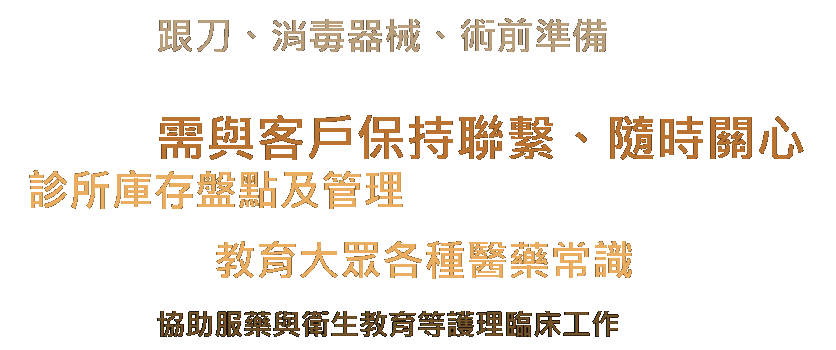 跟刀、消毒器械、術前準備
需與客戶保持聯繫、隨時關心
診所庫存盤點及管理
教育大眾各種醫藥常識
協助服藥與衛生教育等護理臨床工作